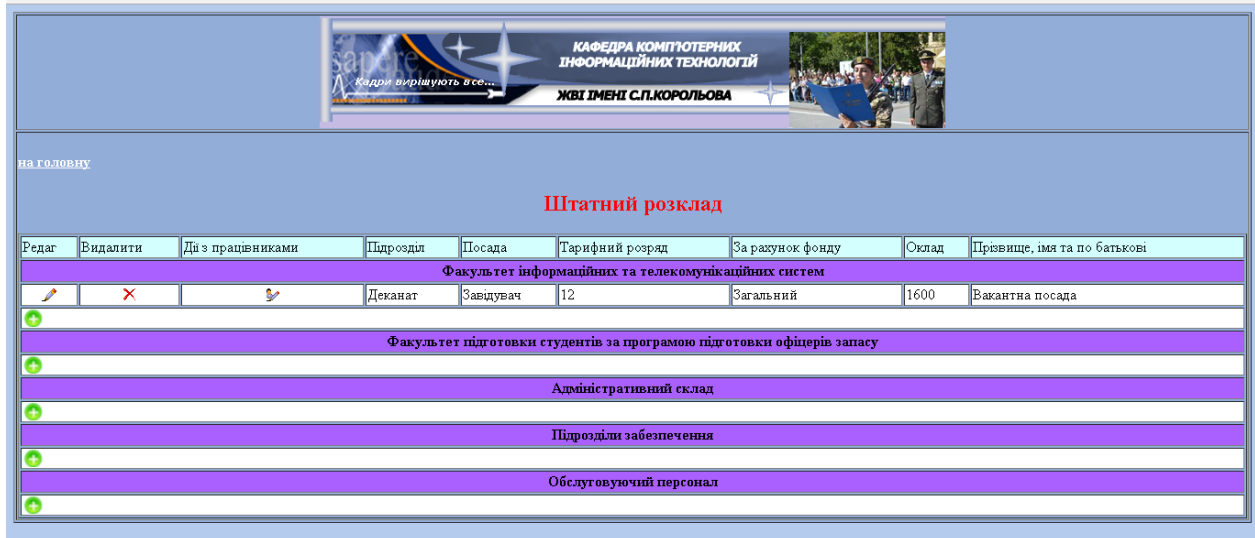 sapere
Кадри вирішують все...
КАФЕДРА КОМП'ЮТЕРНИХ
ІНФОРМАЦІЙНИХ ТЕХНОЛОГІЙ
ЖВІ ІМЕНІ С.П.КОРОЛЬОВА
на головну
Штатний розклад
Редаг Видалити Дії з працівниками Підрозділ Посада Тарифний розряд За рахунок фонду Оклад Прізвище, імя та по батькові
Факультет інформаційних та телекомунікаційних систем
Деканат Завідувач 12 Загальний 1600 Вакантна посада
Факультет підготовки студентів за програмою підготовки офіцерів запасу
Адміністративний склад
Підрозділи забезпечення
Обслуговуючий персонал